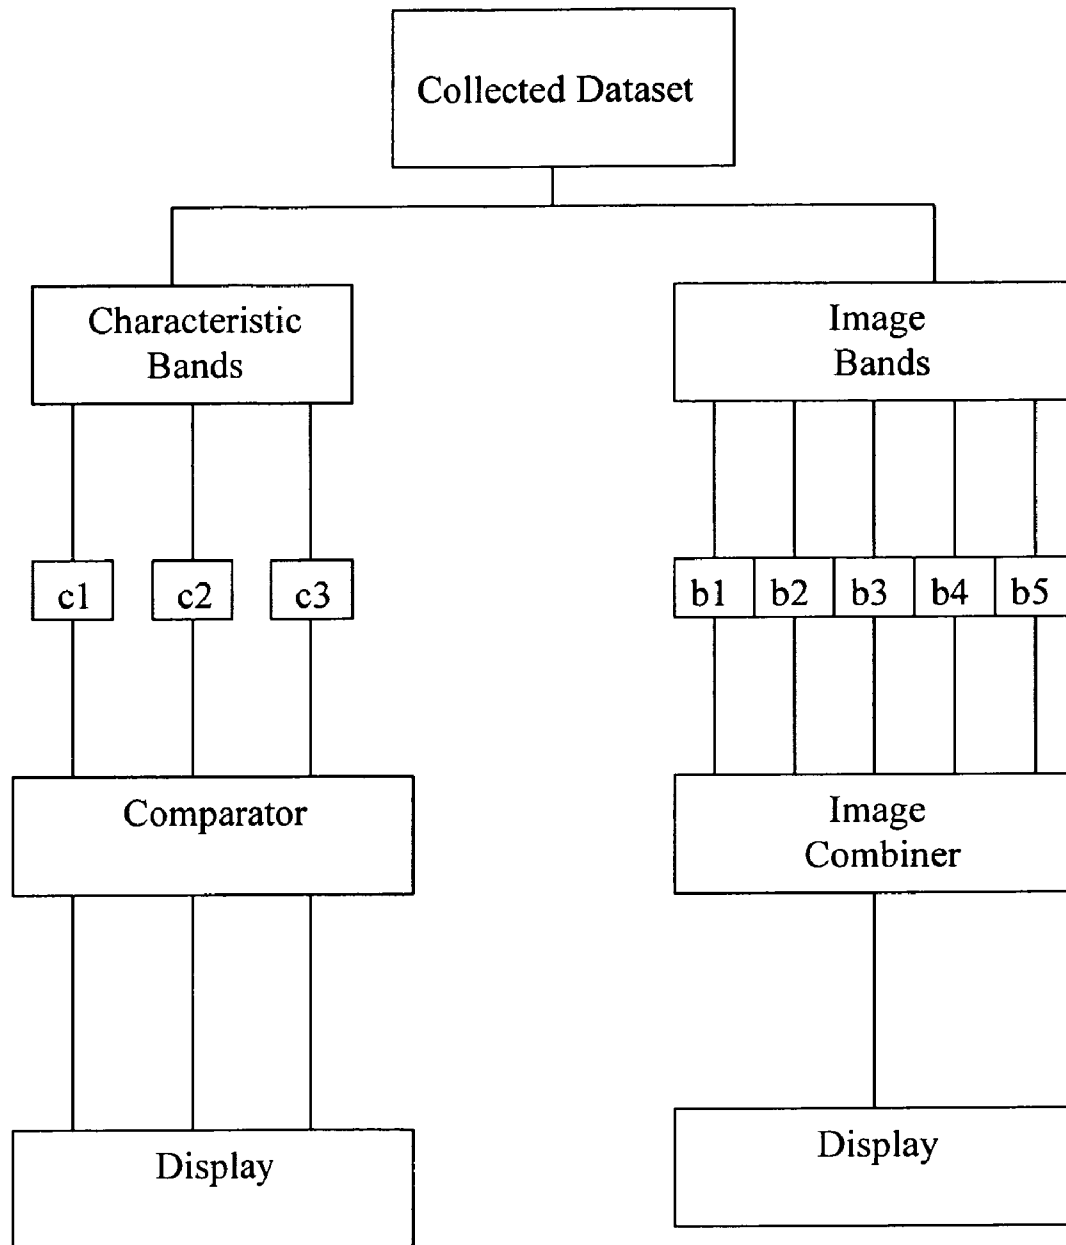 Collected Dataset
Characteristic
Bands
Image
Bands
c1 c2 c3
b1 b2 b3 b4 b5
Comparator
Image
Combiner
Display
Display